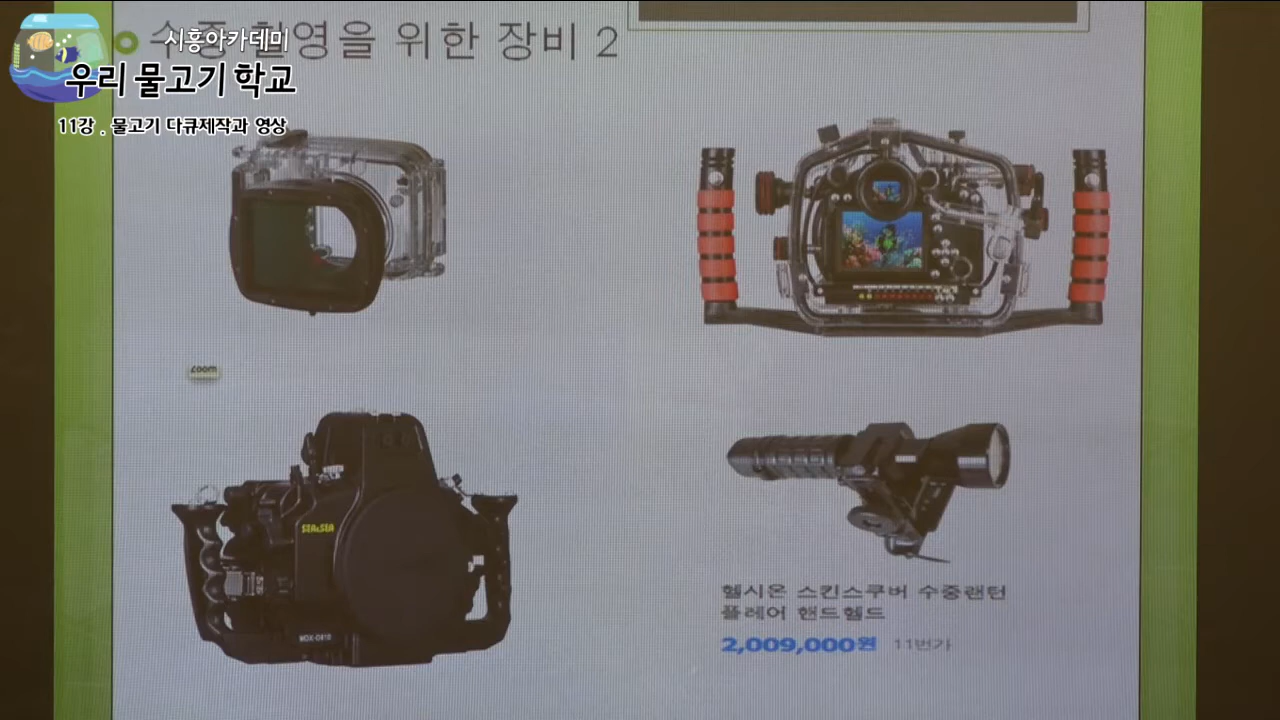 수중 촬영을 위한 장비 2
시흥아카데미
우리 물고기 학교
11강 . 물고기 다큐제작과 영상
zoom
SEA&SEA
MDX-D810
헬시온 스킨스쿠버 수중랜턴
플레어 핸드헬드
2,009,000원 11번가